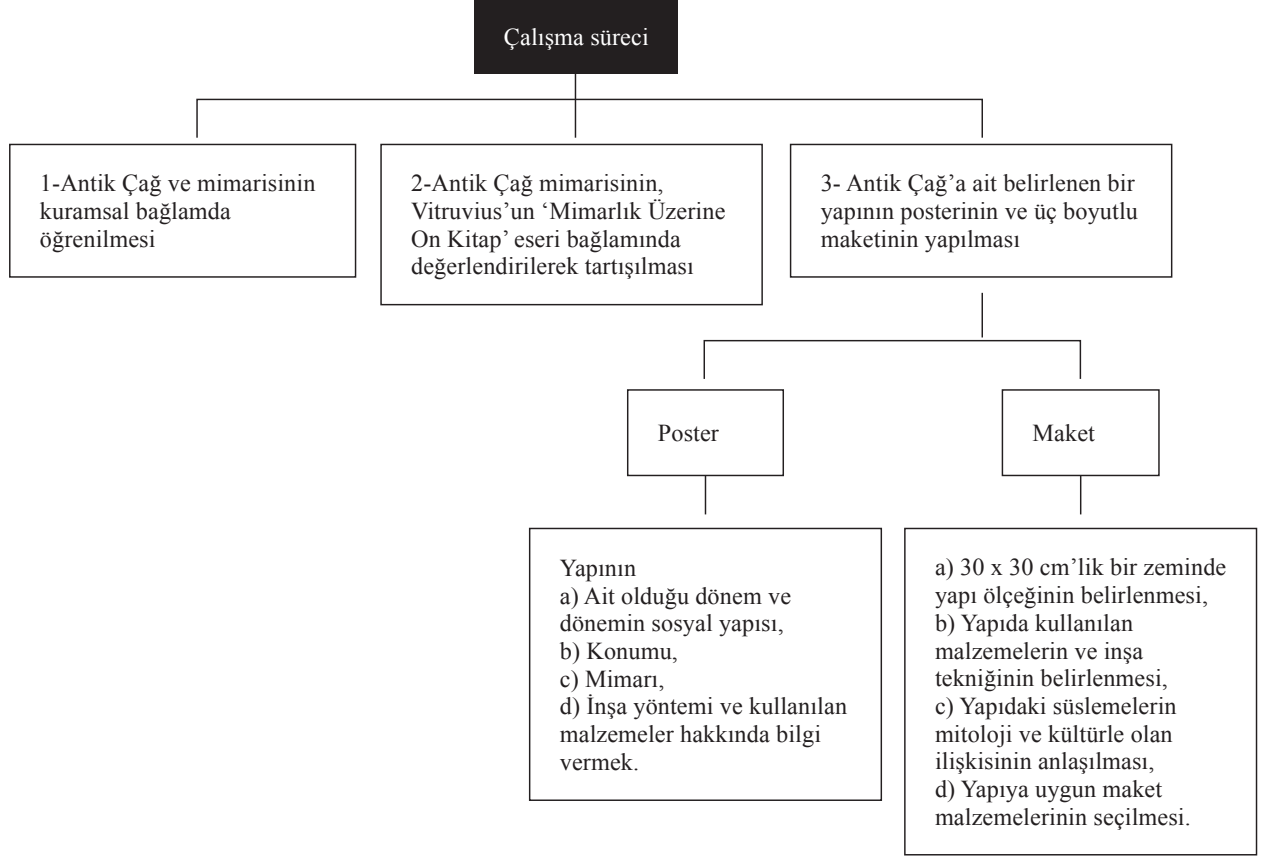 Çalışma süreci
1-Antik Çağ ve mimarisinin
kuramsal bağlamda
öğrenilmesi
2-Antik Çağ mimarisinin,
Vitruvius’un ‘Mimarlık Üzerine
On Kitap’ eseri bağlamında
değerlendirilerek tartışılması
3- Antik Çağ’a ait belirlenen bir
yapının posterinin ve üç boyutlu
maketinin yapılması
Poster
Maket
Yapının
a) Ait olduğu dönem ve
dönemin sosyal yapısı,
b) Konumu,
c) Mimarı,
d) İnşa yöntemi ve kullanılan
malzemeler hakkında bilgi
vermek.
a) 30 x 30 cm’lik bir zeminde
yapı ölçeğinin belirlenmesi,
b) Yapıda kullanılan
malzemelerin ve inşa
tekniğinin belirlenmesi,
c) Yapıdaki süslemelerin
mitoloji ve kültürle olan
ilişkisinin anlaşılması,
d) Yapıya uygun maket
malzemelerinin seçilmesi.